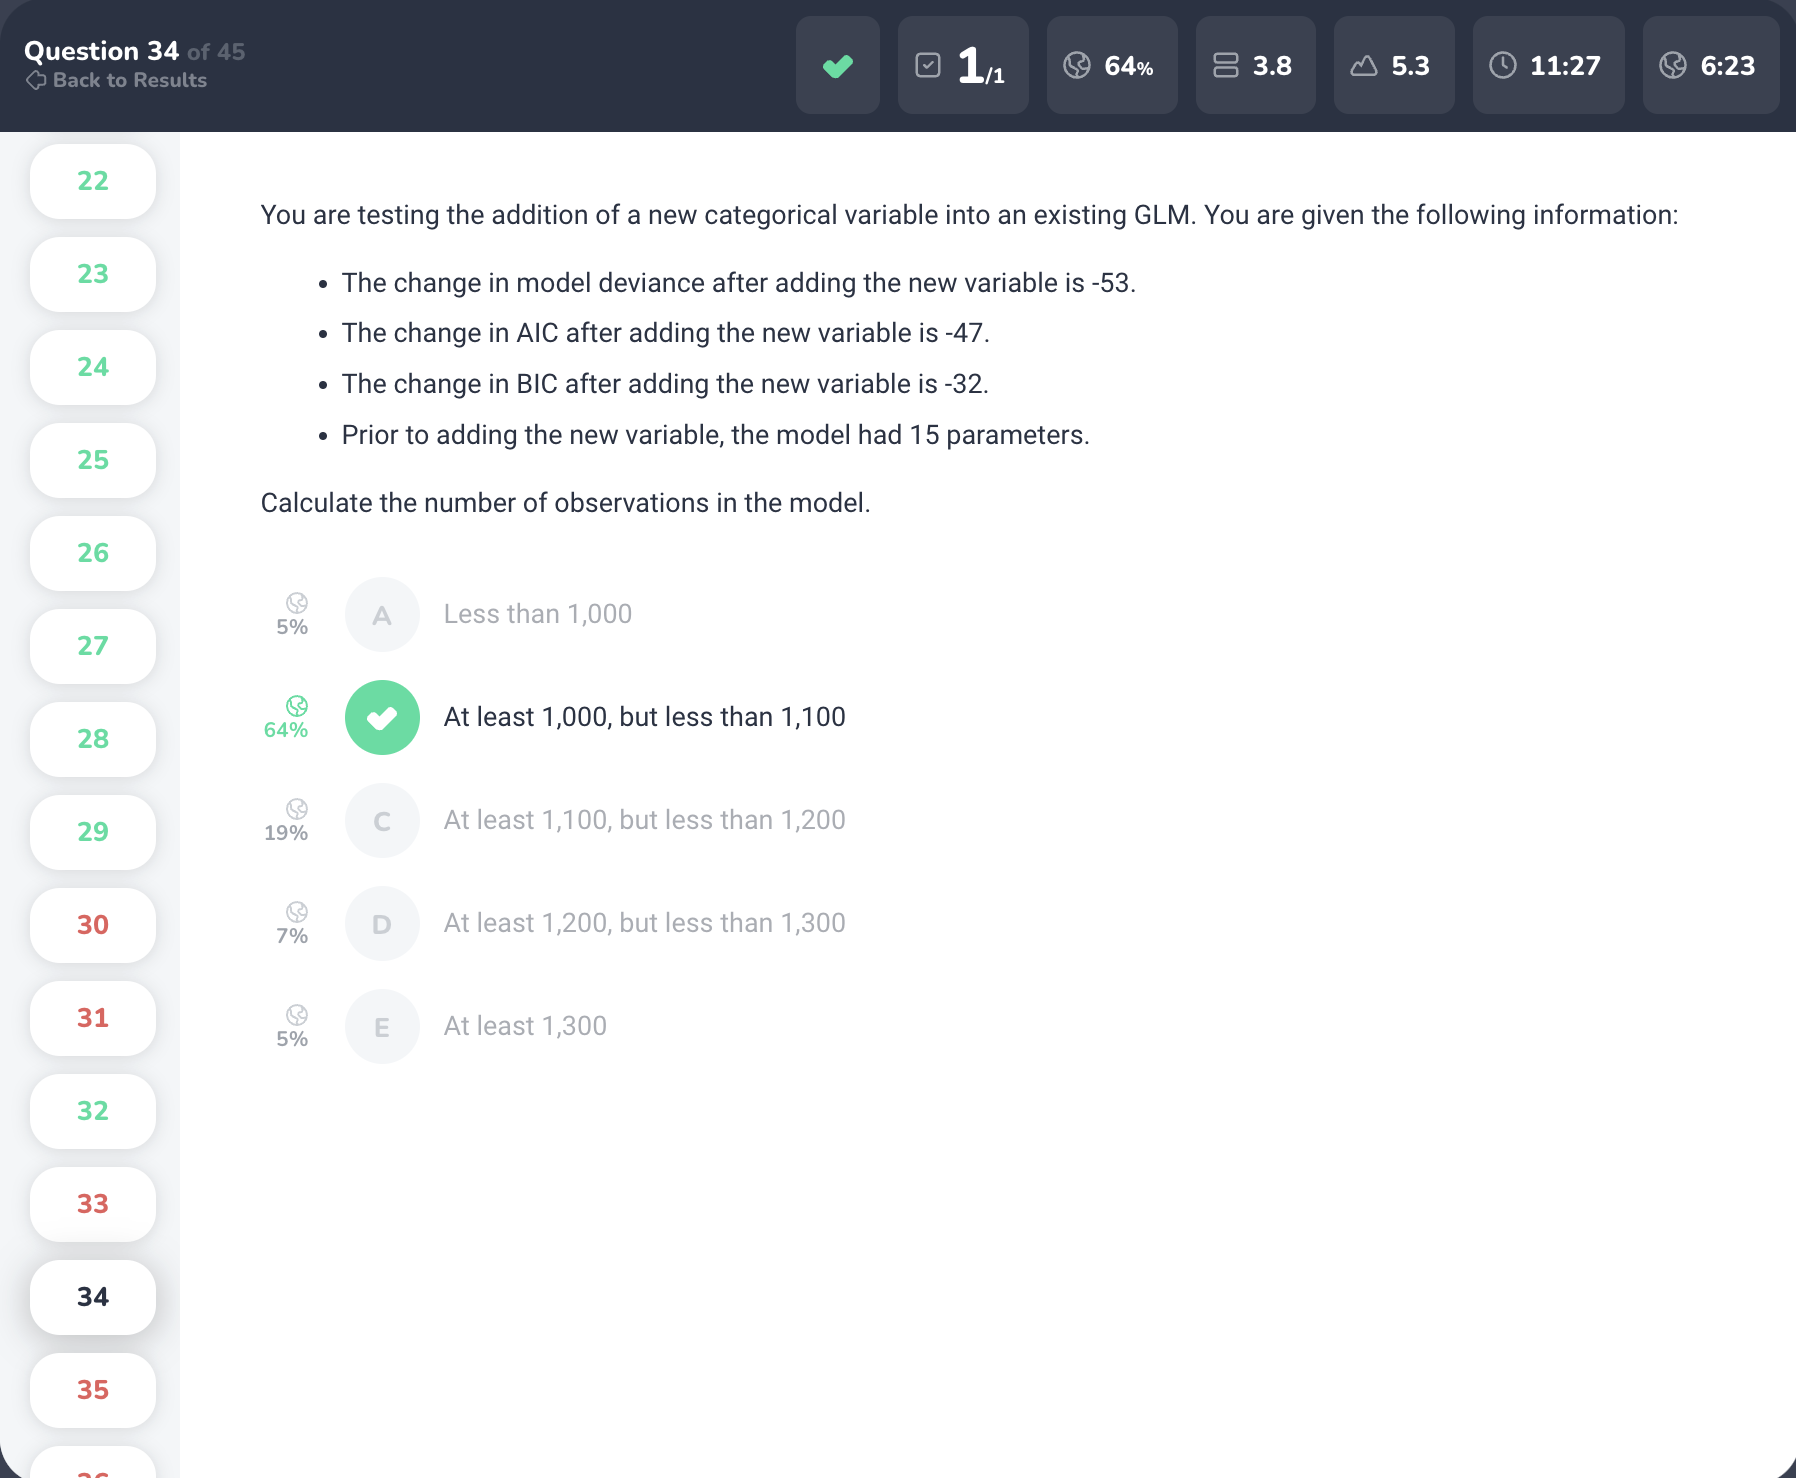 Question 34 of 45
Back to Results
1/1
64%
3.8
5.3
11:27
6:23
22
23
24
25
26
27
28
29
30
31
32
33
34
35
You are testing the addition of a new categorical variable into an existing GLM. You are given the following information:
• The change in model deviance after adding the new variable is -53.
• The change in AIC after adding the new variable is -47.
• The change in BIC after adding the new variable is -32.
• Prior to adding the new variable, the model had 15 parameters.
Calculate the number of observations in the model.
5% A Less than 1,000
64% At least 1,000, but less than 1,100
19% C At least 1,100, but less than 1,200
7% D At least 1,200, but less than 1,300
5% E At least 1,300